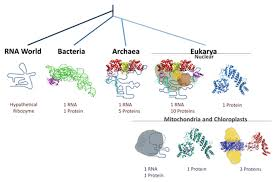 RNA World
Bacteria
Archaea
Eukarya
Nuclear
Hypothetical
Ribozyme
1 RNA
1 Protein
1 RNA
5 Proteins
1 RNA
10 Proteins
1 Protein
Mitochondria and Chloroplasts
1 RNA
1 Protein
1 Protein
3 Proteins